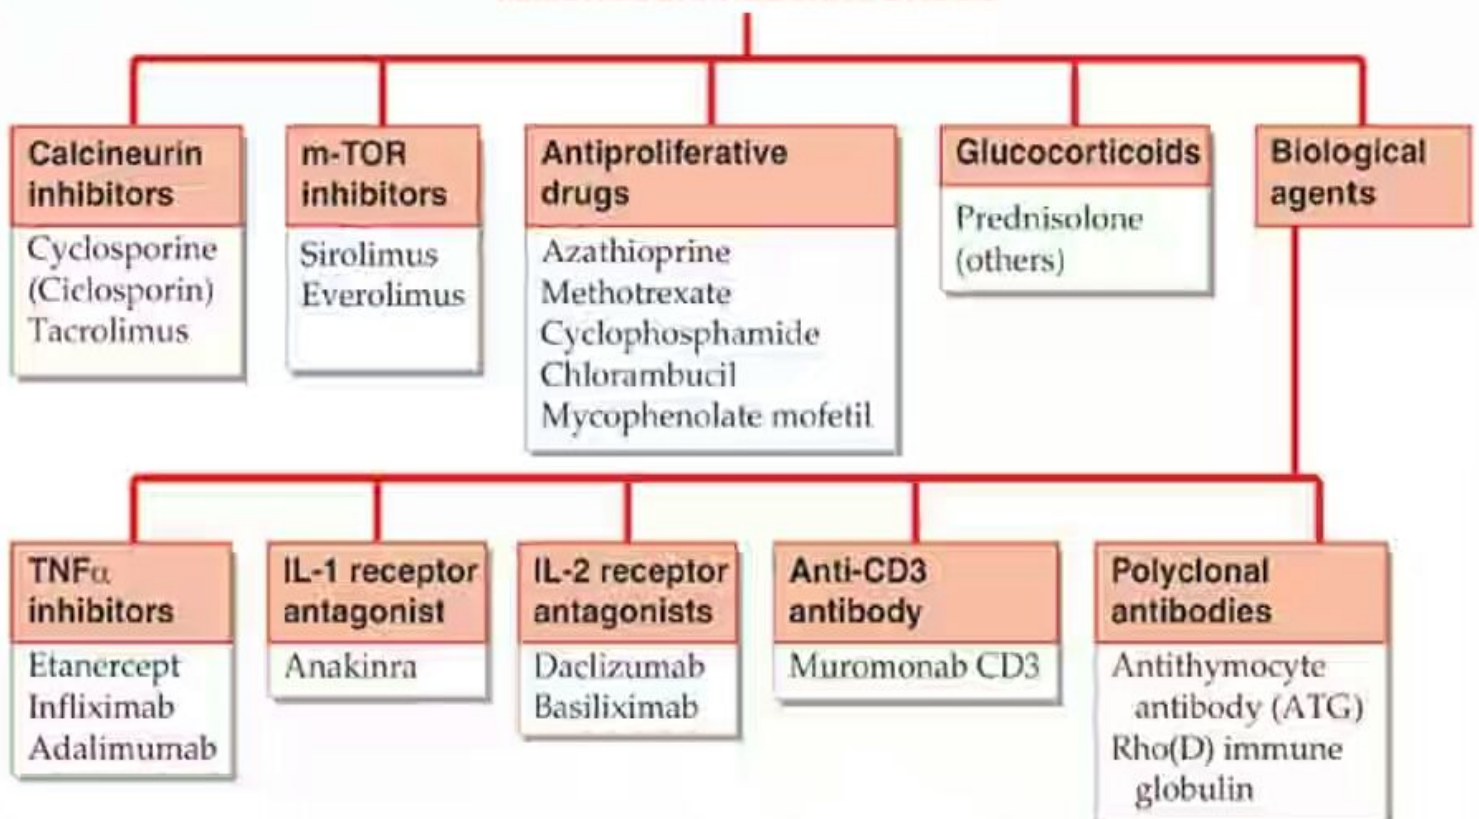 Calcineurin
inhibitors
Cyclosporine
(Ciclosporin)
Tacrolimus
m-TOR
inhibitors
Sirolimus
Everolimus
Antiproliferative
drugs
Azathioprine
Methotrexate
Cyclophosphamide
Chlorambucil
Mycophenolate mofetil
Glucocorticoids
Prednisolone
(others)
Biological
agents
TNFα
inhibitors
Etanercept
Infliximab
Adalimumab
IL-1 receptor
antagonist
Anakinra
IL-2 receptor
antagonists
Daclizumab
Basiliximab
Anti-CD3
antibody
Muromonab CD3
Polyclonal
antibodies
Antithymocyte
antibody (ATG)
Rho(D) immune
globulin